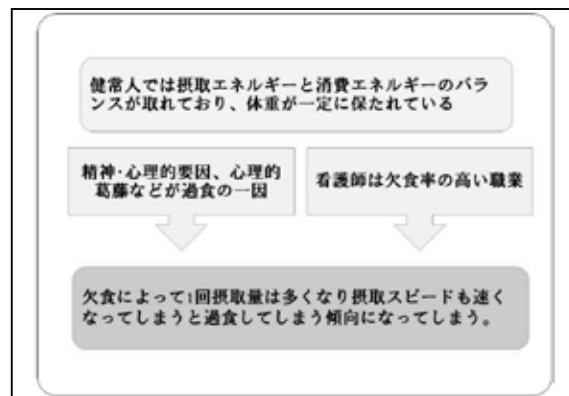 健常人では摂取エネルギーと消費エネルギーのバラ
ンスが取れており、体重が一定に保たれている
精神・心理的要因、心理的
葛藤などが過食の一因
看護師は欠食率の高い職業
欠食によって1回摂取量は多くなり摂取スピードも速く
なってしまうと過食してしまう傾向になってしまう。